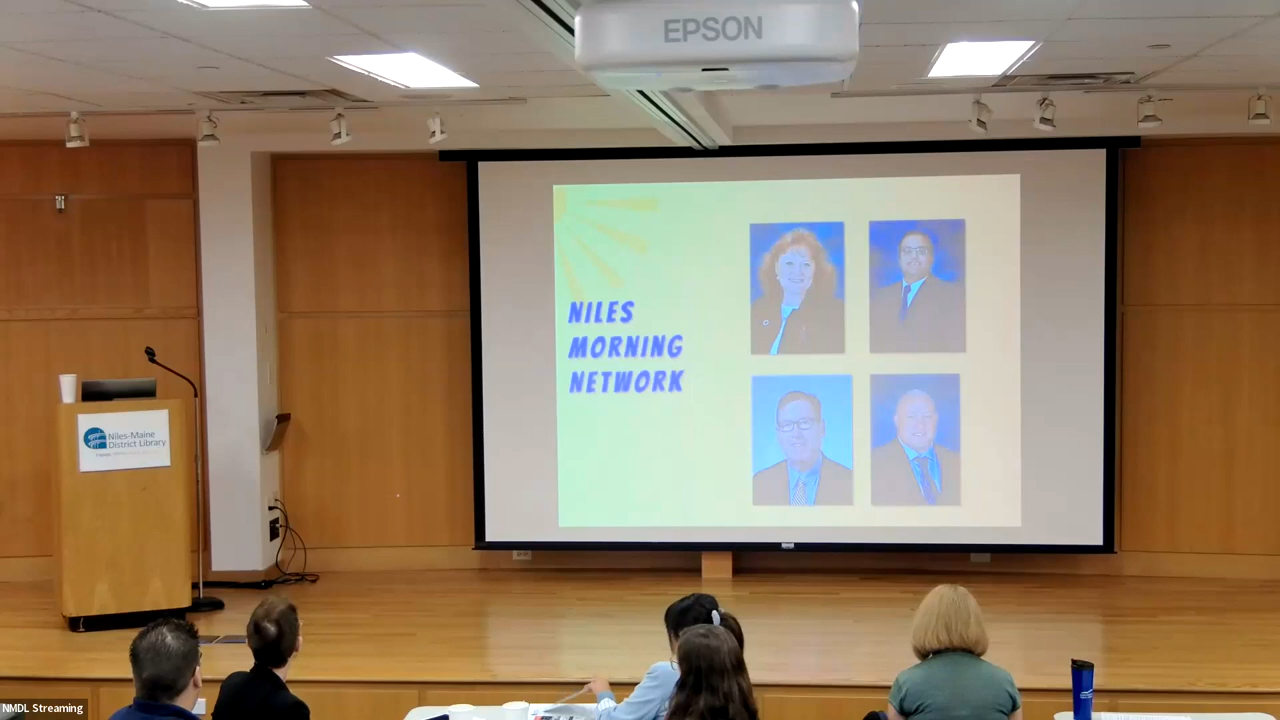 EPSON
NILES
MORNING
NETWORK
Niles-Maine
District Library
NMDL Streaming